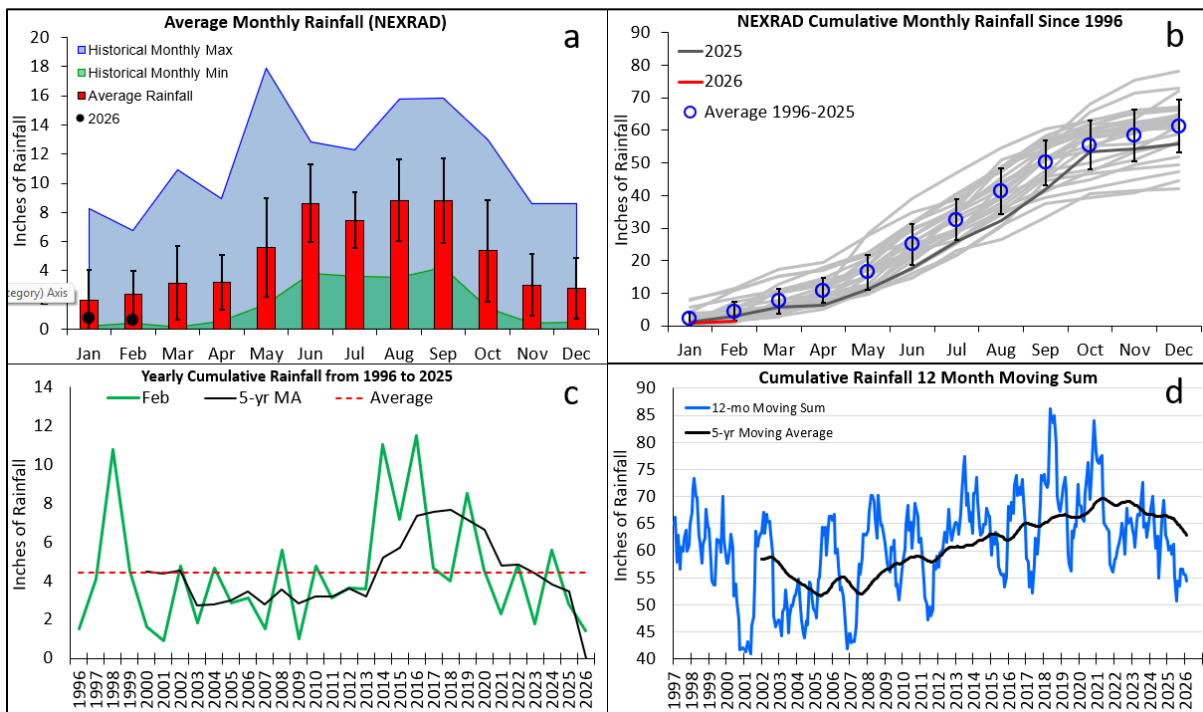 Average Monthly Rainfall (NEXRAD)
a
Historical Monthly Max
Historical Monthly Min
Average Rainfall
2026
Inches of Rainfall
20
18
16
14
12
10
8
6
4
0
tegory) Axis
Jan Feb Mar Apr May Jun Jul Aug Sep Oct Nov Dec
NEXRAD Cumulative Monthly Rainfall Since 1996
b
2025
2026
Average 1996-2025
Inches of Rainfall
90
80
70
60
50
40
30
20
10
0
Jan Feb Mar Apr May Jun Jul Aug Sep Oct Nov Dec
Yearly Cumulative Rainfall from 1996 to 2025
c
Feb 5-yr MA Average
Inches of Rainfall
14
12
10
8
6
4
2
0
1996 1997 1998 1999 2000 2001 2002 2003 2004 2005 2006 2007 2008 2009 2010 2011 2012 2013 2014 2015 2016 2017 2018 2019 2020 2021 2022 2023 2024 2025 2026
Cumulative Rainfall 12 Month Moving Sum
d
12-mo Moving Sum
5-yr Moving Average
Inches of Rainfall
90
85
80
75
70
65
60
55
50
45
40
1997 1998 1999 2000 2001 2002 2003 2004 2005 2006 2007 2008 2009 2010 2011 2012 2013 2014 2015 2016 2017 2018 2019 2020 2021 2022 2023 2024 2025 2026